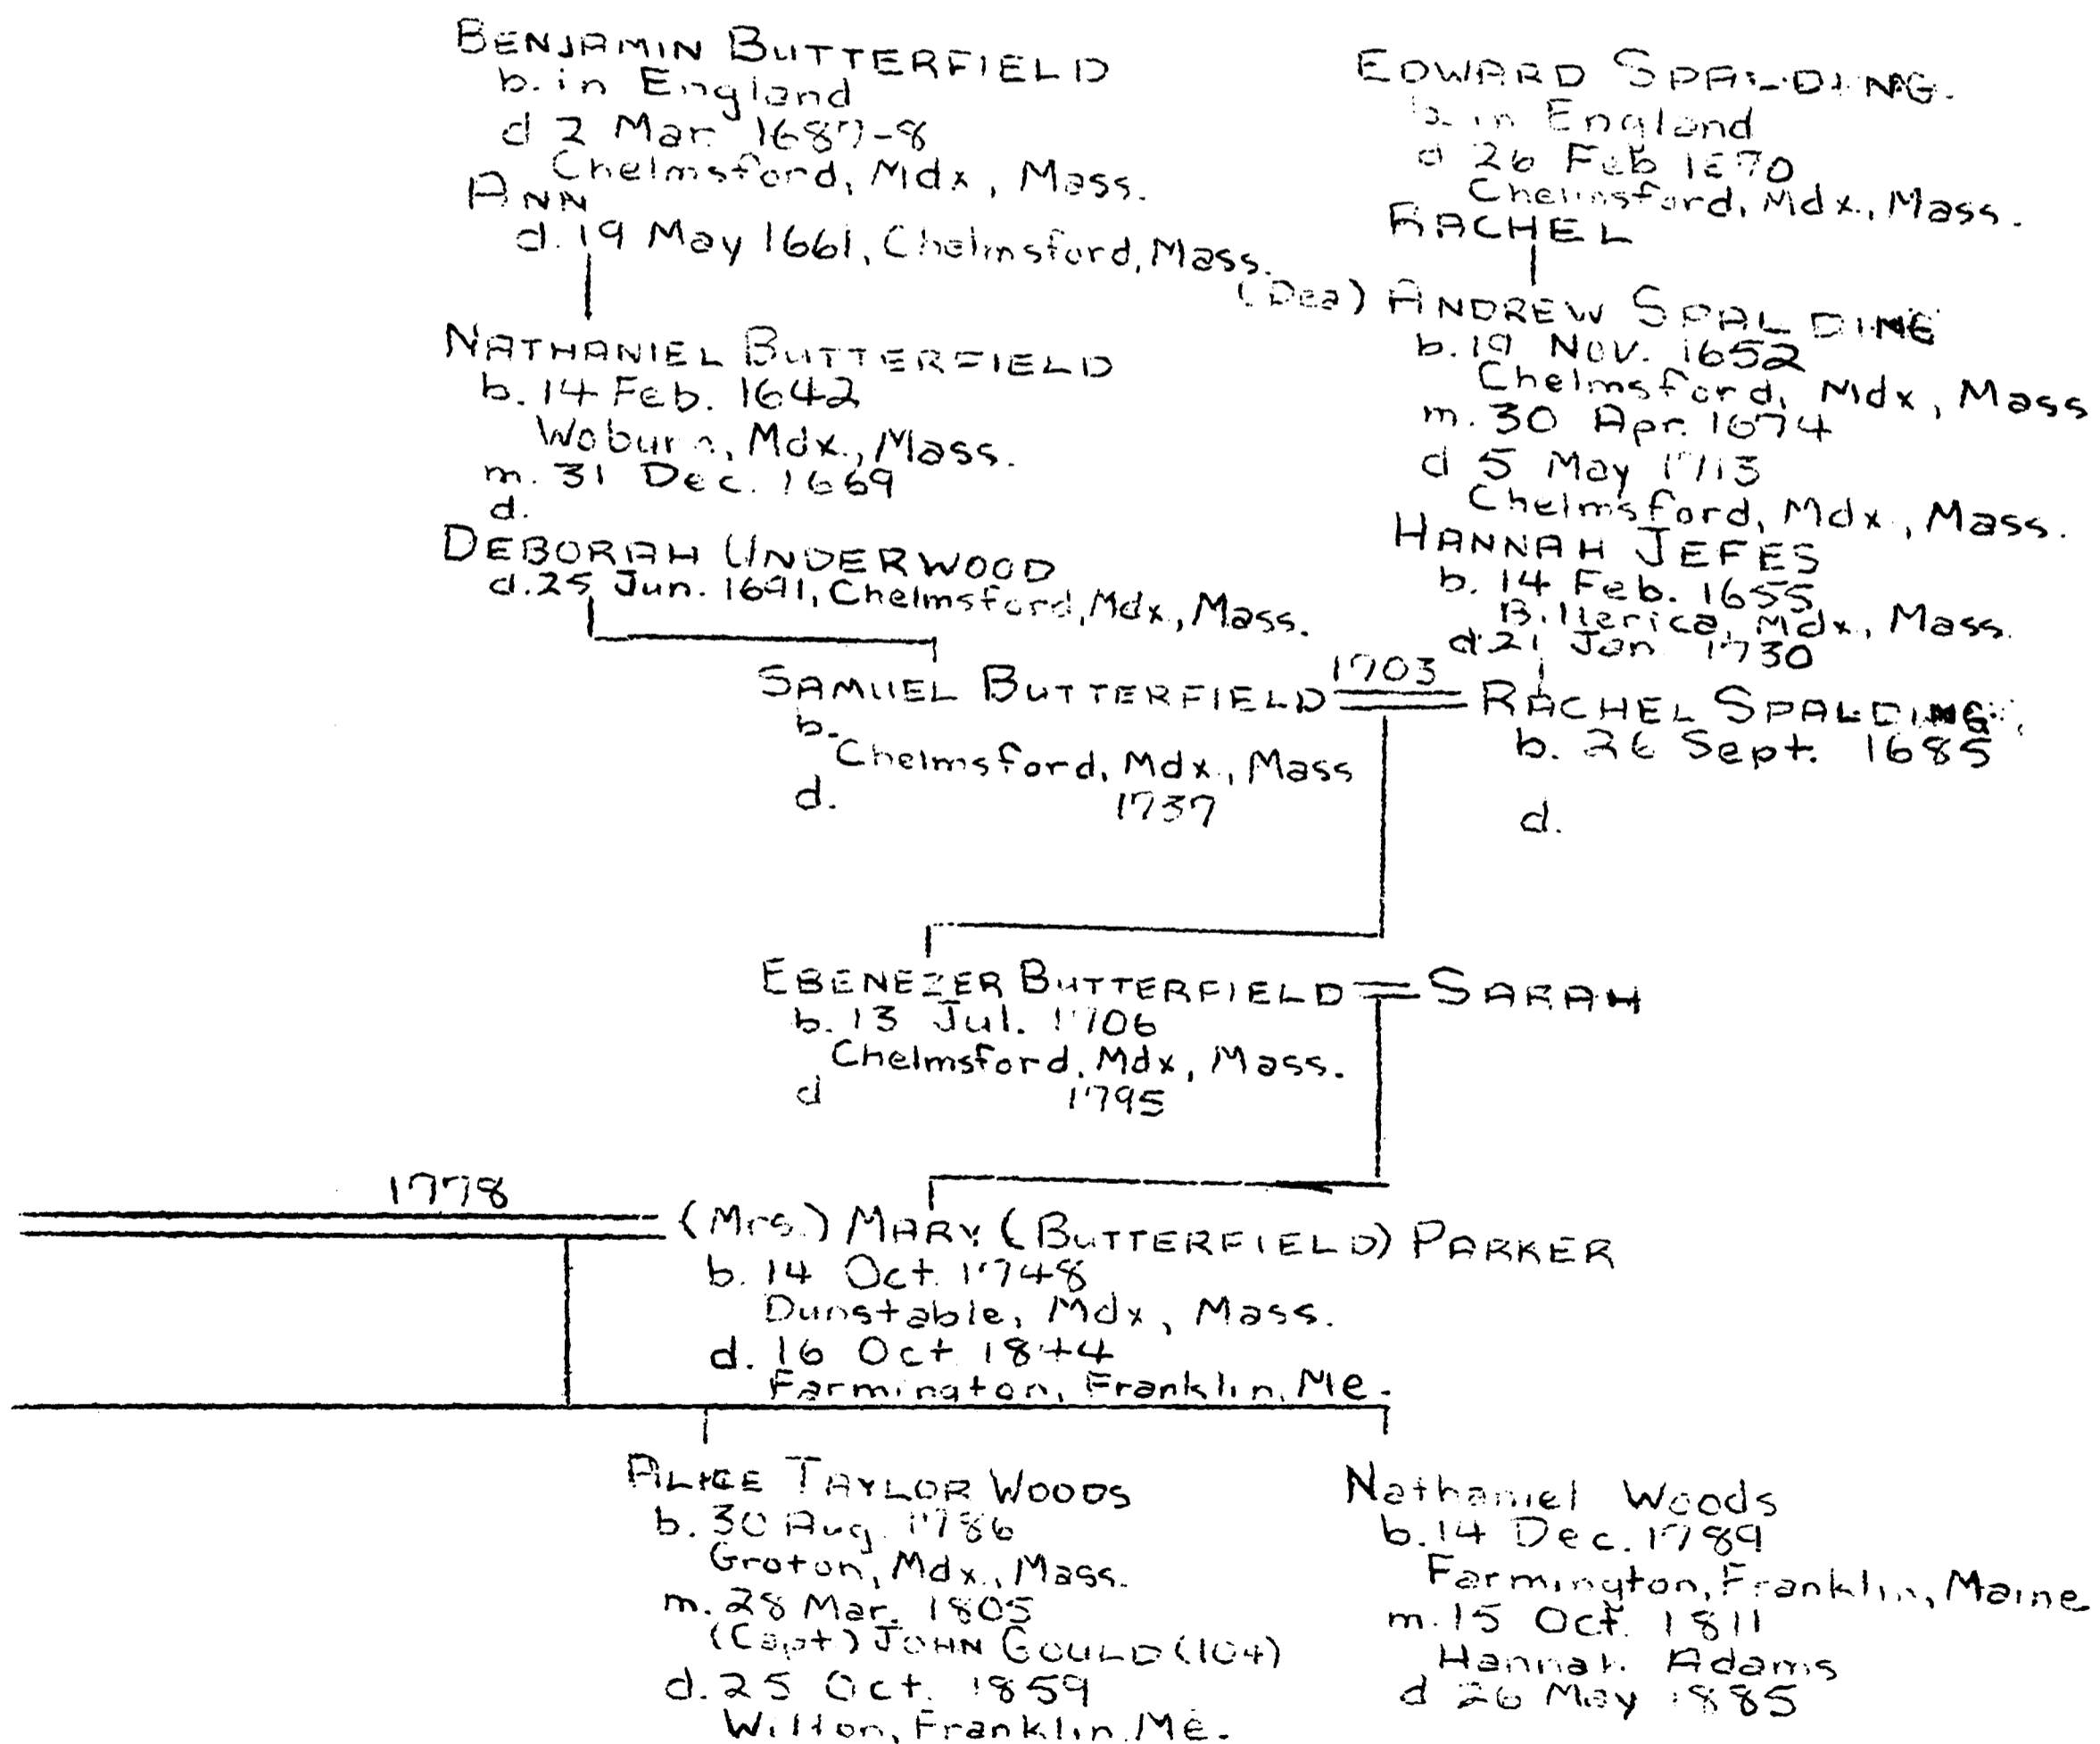 BENJAMIN BUTTERFIELD
b. in England
d 2 Mar 1687-8
Chelmsford, Mdx, Mass.
ANN
d. 19 May 1661, Chelmsford, Mass.
NATHANIEL BUTTERFIELD
b. 14 Feb. 1642
Woburn, Mdx., Mass.
m. 31 Dec. 1669
d.
DEBORAH UNDERWOOD
d. 25 Jun. 1691, Chelmsford, Mdx., Mass.
EDWARD SPALDING
b. in England
d 26 Feb 1670
Chelmsford, Mdx., Mass.
RACHEL
(Dea) ANDREW SPALDING
b. 19 Nov. 1652
Chelmsford, Mdx, Mass
m. 30 Apr. 1674
d 5 May 1713
Chelmsford, Mdx., Mass.
HANNAH JEFES
b. 14 Feb. 1655
Billerica, Mdx., Mass.
d. 21 Jan 1730
SAMUEL BUTTERFIELD 1703 RACHEL SPALDING
b.
Chelmsford, Mdx., Mass
d. 1737
b. 26 Sept. 1685
d.
EBENEZER BUTTERFIELD = SARAH
b. 13 Jul. 1706
Chelmsford, Mdx, Mass.
d 1795
1778
(Mrs.) MARY (BUTTERFIELD) PARKER
b. 14 Oct. 1748
Dunstable, Mdx, Mass.
d. 16 Oct 1844
Farmington, Franklin, Me.
ALICE TAYLOR WOODS
b. 30 Aug. 1786
Groton, Mdx., Mass.
m. 28 Mar. 1805
(Capt) JOHN GOULD (104)
d. 25 Oct. 1859
Wilton, Franklin, Me.
Nathaniel Woods
b. 14 Dec. 1789
Farmington, Franklin, Maine
m. 15 Oct. 1811
Hannah Adams
d 26 May 1885